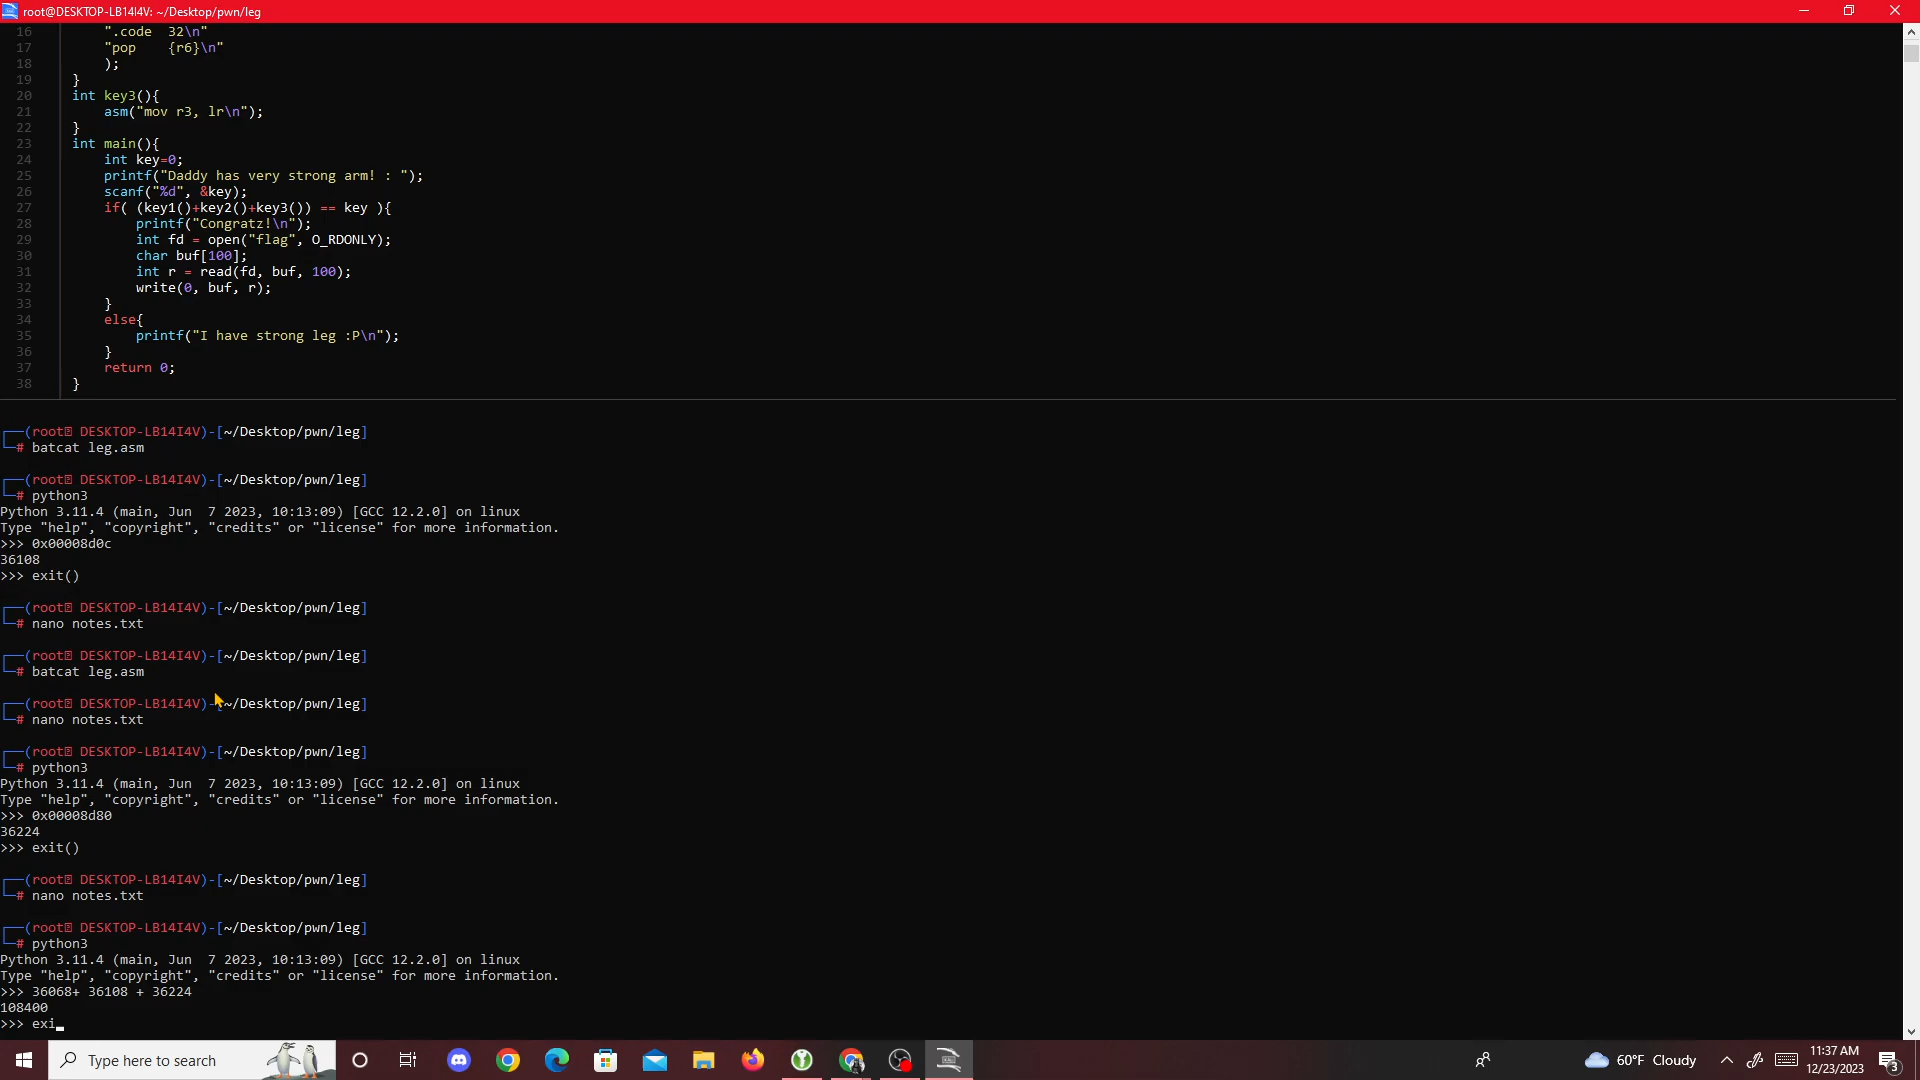 root@DESKTOP-LB14I4V: ~/Desktop/pwn/leg
16 ".code  32\n"
17 "pop    {r6}\n"
18 );
19 }
20 int key3(){
21 asm("mov r3, lr\n");
22 }
23 int main(){
24 int key=0;
25 printf("Daddy has very strong arm! : ");
26 scanf("%d", &key);
27 if( (key1()+key2()+key3()) == key ){
28 printf("Congratz!\n");
29 int fd = open("flag", O_RDONLY);
30 char buf[100];
31 int r = read(fd, buf, 100);
32 write(0, buf, r);
33 }
34 else{
35 printf("I have strong leg :P\n");
36 }
37 return 0;
38 }
┌──(root DESKTOP-LB14I4V)-[~/Desktop/pwn/leg]
└─# batcat leg.asm
┌──(root DESKTOP-LB14I4V)-[~/Desktop/pwn/leg]
└─# python3
Python 3.11.4 (main, Jun  7 2023, 10:13:09) [GCC 12.2.0] on linux
Type "help", "copyright", "credits" or "license" for more information.
>>> 0x00008d0c
36108
>>> exit()
┌──(root DESKTOP-LB14I4V)-[~/Desktop/pwn/leg]
└─# nano notes.txt
┌──(root DESKTOP-LB14I4V)-[~/Desktop/pwn/leg]
└─# batcat leg.asm
┌──(root DESKTOP-LB14I4V)-[~/Desktop/pwn/leg]
└─# nano notes.txt
┌──(root DESKTOP-LB14I4V)-[~/Desktop/pwn/leg]
└─# python3
Python 3.11.4 (main, Jun  7 2023, 10:13:09) [GCC 12.2.0] on linux
Type "help", "copyright", "credits" or "license" for more information.
>>> 0x00008d80
36224
>>> exit()
┌──(root DESKTOP-LB14I4V)-[~/Desktop/pwn/leg]
└─# nano notes.txt
┌──(root DESKTOP-LB14I4V)-[~/Desktop/pwn/leg]
└─# python3
Python 3.11.4 (main, Jun  7 2023, 10:13:09) [GCC 12.2.0] on linux
Type "help", "copyright", "credits" or "license" for more information.
>>> 36068+ 36108 + 36224
108400
>>> exi
Type here to search
60°F Cloudy
11:37 AM
12/23/2023
3